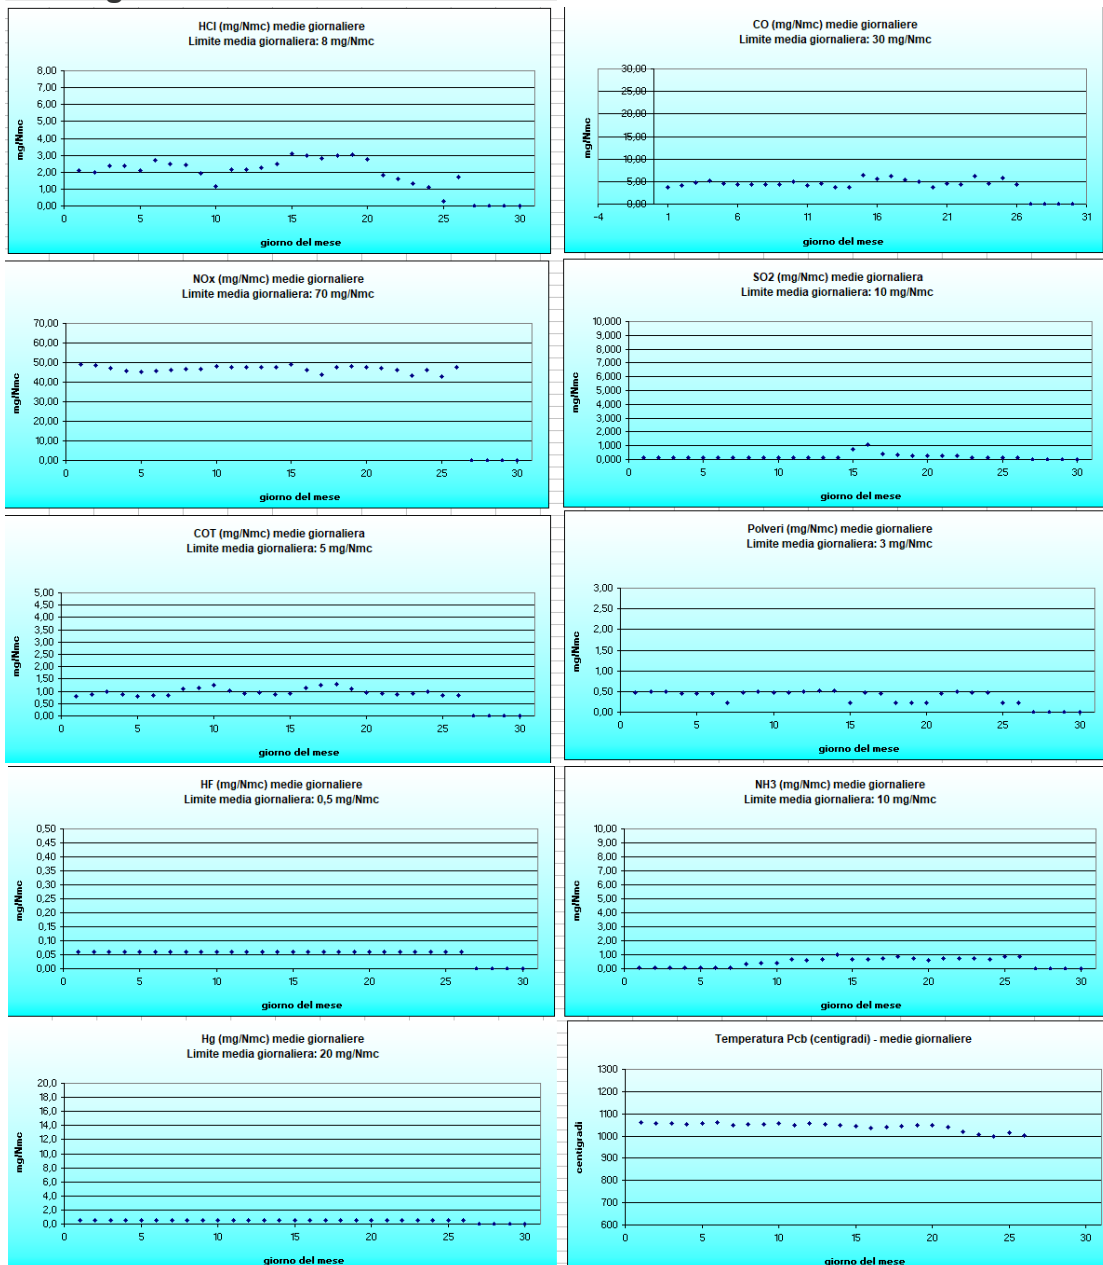 HCl (mg/Nmc) medie giornaliere
Limite media giornaliera: 8 mg/Nmc
8,00
7,00
6,00
5,00
4,00
3,00
2,00
1,00
0,00
mg/Nmc
0 5 10 15 20 25 30
giorno del mese
CO (mg/Nmc) medie giornaliere
Limite media giornaliera: 30 mg/Nmc
30,00
25,00
20,00
15,00
10,00
5,00
0,00
mg/Nmc
-4 1 6 11 16 21 26 31
giorno del mese
NOx (mg/Nmc) medie giornaliere
Limite media giornaliera: 70 mg/Nmc
70,00
60,00
50,00
40,00
30,00
20,00
10,00
0,00
mg/Nmc
0 5 10 15 20 25 30
giorno del mese
SO2 (mg/Nmc) medie giornaliera
Limite media giornaliera: 10 mg/Nmc
10,000
9,000
8,000
7,000
6,000
5,000
4,000
3,000
2,000
1,000
0,000
mg/Nmc
0 5 10 15 20 25 30
giorno del mese
COT (mg/Nmc) medie giornaliera
Limite media giornaliera: 5 mg/Nmc
5,00
4,50
4,00
3,50
3,00
2,50
2,00
1,50
1,00
0,50
0,00
mg/Nmc
0 5 10 15 20 25 30
giorno del mese
Polveri (mg/Nmc) medie giornaliere
Limite media giornaliera: 3 mg/Nmc
3,00
2,50
2,00
1,50
1,00
0,50
0,00
mg/Nmc
0 5 10 15 20 25 30
giorno del mese
HF (mg/Nmc) medie giornaliere
Limite media giornaliera: 0,5 mg/Nmc
0,50
0,45
0,40
0,35
0,30
0,25
0,20
0,15
0,10
0,05
0,00
mg/Nmc
0 5 10 15 20 25 30
giorno del mese
NH3 (mg/Nmc) medie giornaliere
Limite media giornaliera: 10 mg/Nmc
10,00
9,00
8,00
7,00
6,00
5,00
4,00
3,00
2,00
1,00
0,00
mg/Nmc
0 5 10 15 20 25 30
giorno del mese
Hg (mg/Nmc) medie giornaliere
Limite media giornaliera: 20 mg/Nmc
20,0
18,0
16,0
14,0
12,0
10,0
8,0
6,0
4,0
2,0
0,0
mg/Nmc
0 5 10 15 20 25 30
giorno del mese
Temperatura Pcb (centigradi) - medie giornaliere
1300
1200
1100
1000
900
800
700
600
centigradi
0 5 10 15 20 25 30
giorno del mese